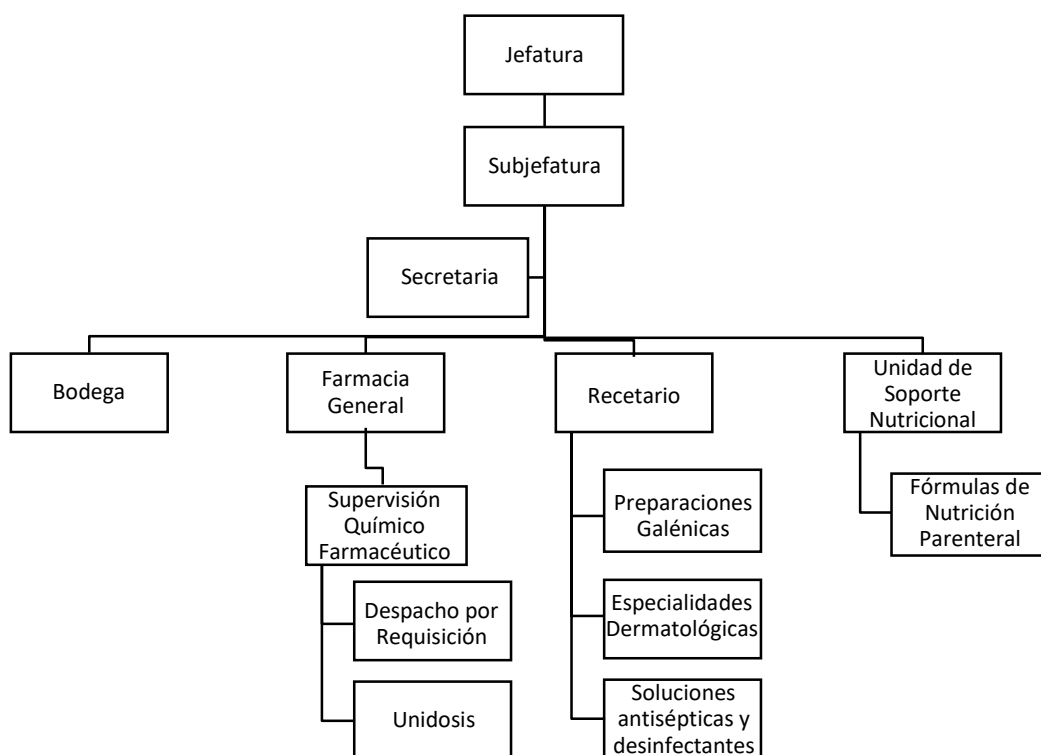 Jefatura
Subjefatura
Secretaria
Bodega
Farmacia
General
Recetario
Unidad de
Soporte
Nutricional
Supervisión
Químico
Farmacéutico
Despacho por
Requisición
Unidosis
Preparaciones
Galénicas
Especialidades
Dermatológicas
Soluciones
antisépticas y
desinfectantes
Fórmulas de
Nutrición
Parenteral